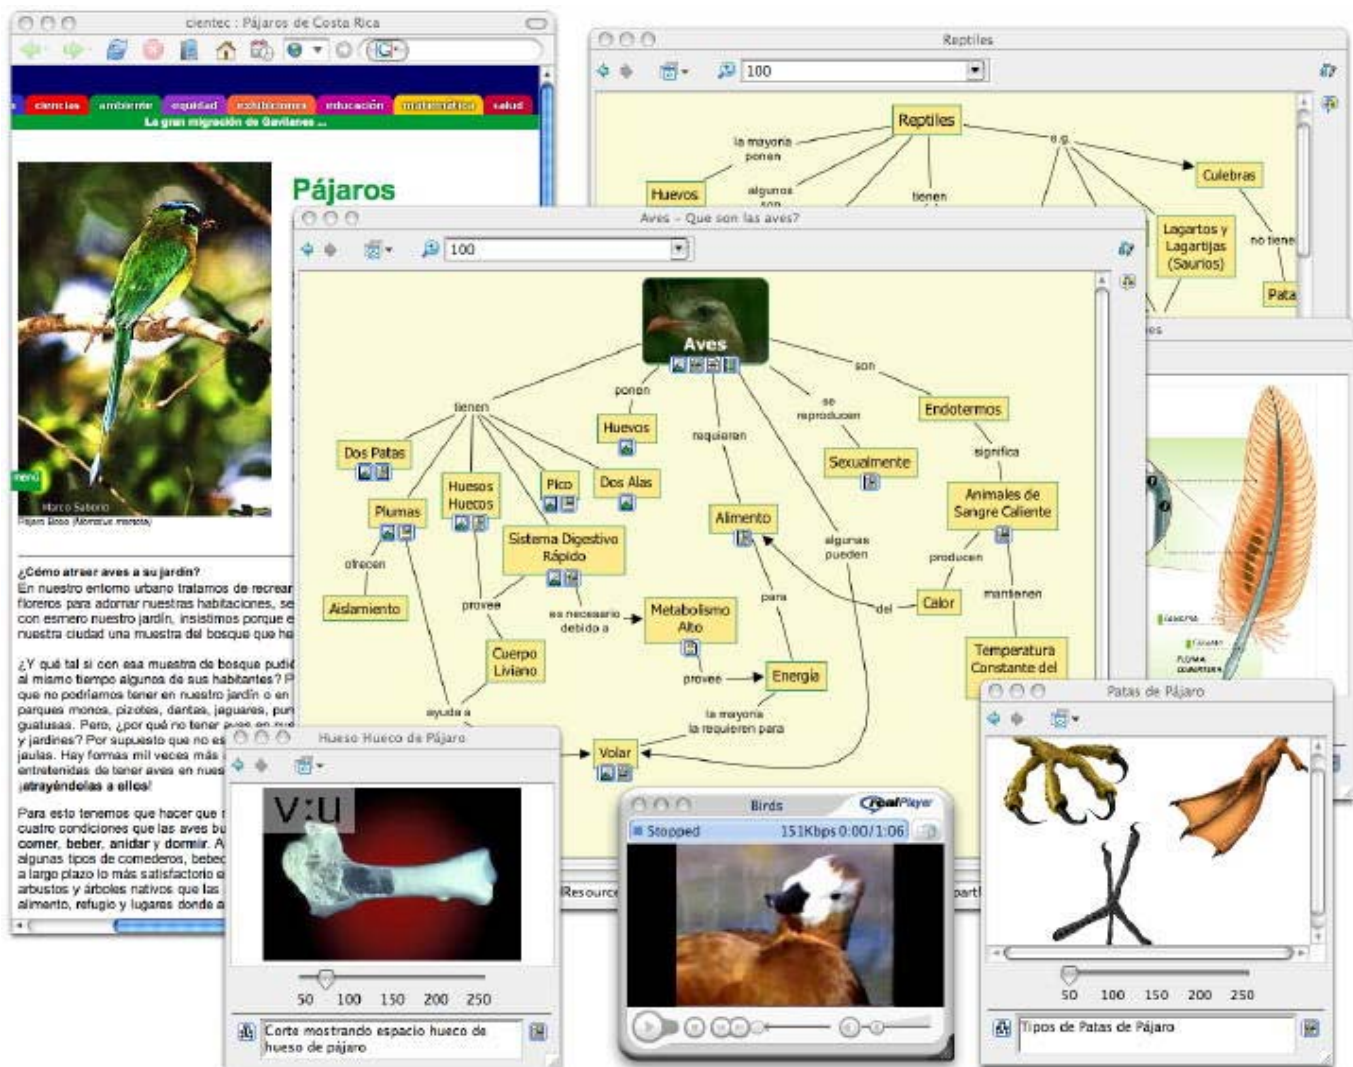 cientec : Pájaros de Costa Rica
ciencias ambiente equidad exhibiciones educación matemática salud
La gran migración de Gavilanes ...
Pájaros
menú
Marco Saborío
Pájaro Bobo (Momotus momota)
¿Cómo atraer aves a su jardín?
En nuestro entorno urbano tratamos de recrear
floreros para adornar nuestras habitaciones, se
con esmero nuestro jardín, insistimos porque e
nuestra ciudad una muestra del bosque que he
¿Y qué tal si con esa muestra de bosque pudié
al mismo tiempo algunos de sus habitantes? P
que no podríamos tener en nuestro jardín o en
parques monos, pizotes, dantas, jaguares, pum
guatusas. Pero, ¿por qué no tener aves en
y jardines? Por supuesto que no es
jaulas. Hay formas mil veces más
entretenidas de tener aves en nues
¡atrayéndolas a ellos!
Para esto tenemos que hacer que
cuatro condiciones que las aves bu
comer, beber, anidar y dormir. A
algunas tipos de comederos, bebed
a largo plazo lo más satisfactorio e
arbustos y árboles nativos que las
alimento, refugio y lugares donde a
Reptiles
100
Reptiles
la mayoría
ponen
Huevos
algunos
son
tienen
e.g.
Culebras
Lagartos y
Lagartijas
(Saurios)
no tiene
Pata
Aves - Que son las aves?
100
Aves
tienen
ponen
Huevos
requieren
se
reproducen
son
Endotermos
Dos Patas
Plumas
Huesos
Huecos
Pico
Dos Alas
Sexualmente
significa
Animales de
Sangre Caliente
Sistema Digestivo
Rápido
Alimento
algunas
pueden
producen
ofrecen
Aislamiento
provee
es necesario
debido a
Metabolismo
Alto
para
del
Calor
mantienen
Cuerpo
Liviano
provee
Energía
Temperatura
Constante del
ayuda a
la mayoría
la requieren para
Volar
Resource
part
es
PLUMA
COBERTERA
Hueso Hueco de Pájaro
v:u
50 100 150 200 250
Corte mostrando espacio hueco de
hueso de pájaro
Birds
realPlayer
Stopped 151Kbps 0:00/1:06
Patas de Pájaro
50 100 150 200 250
Tipos de Patas de Pájaro